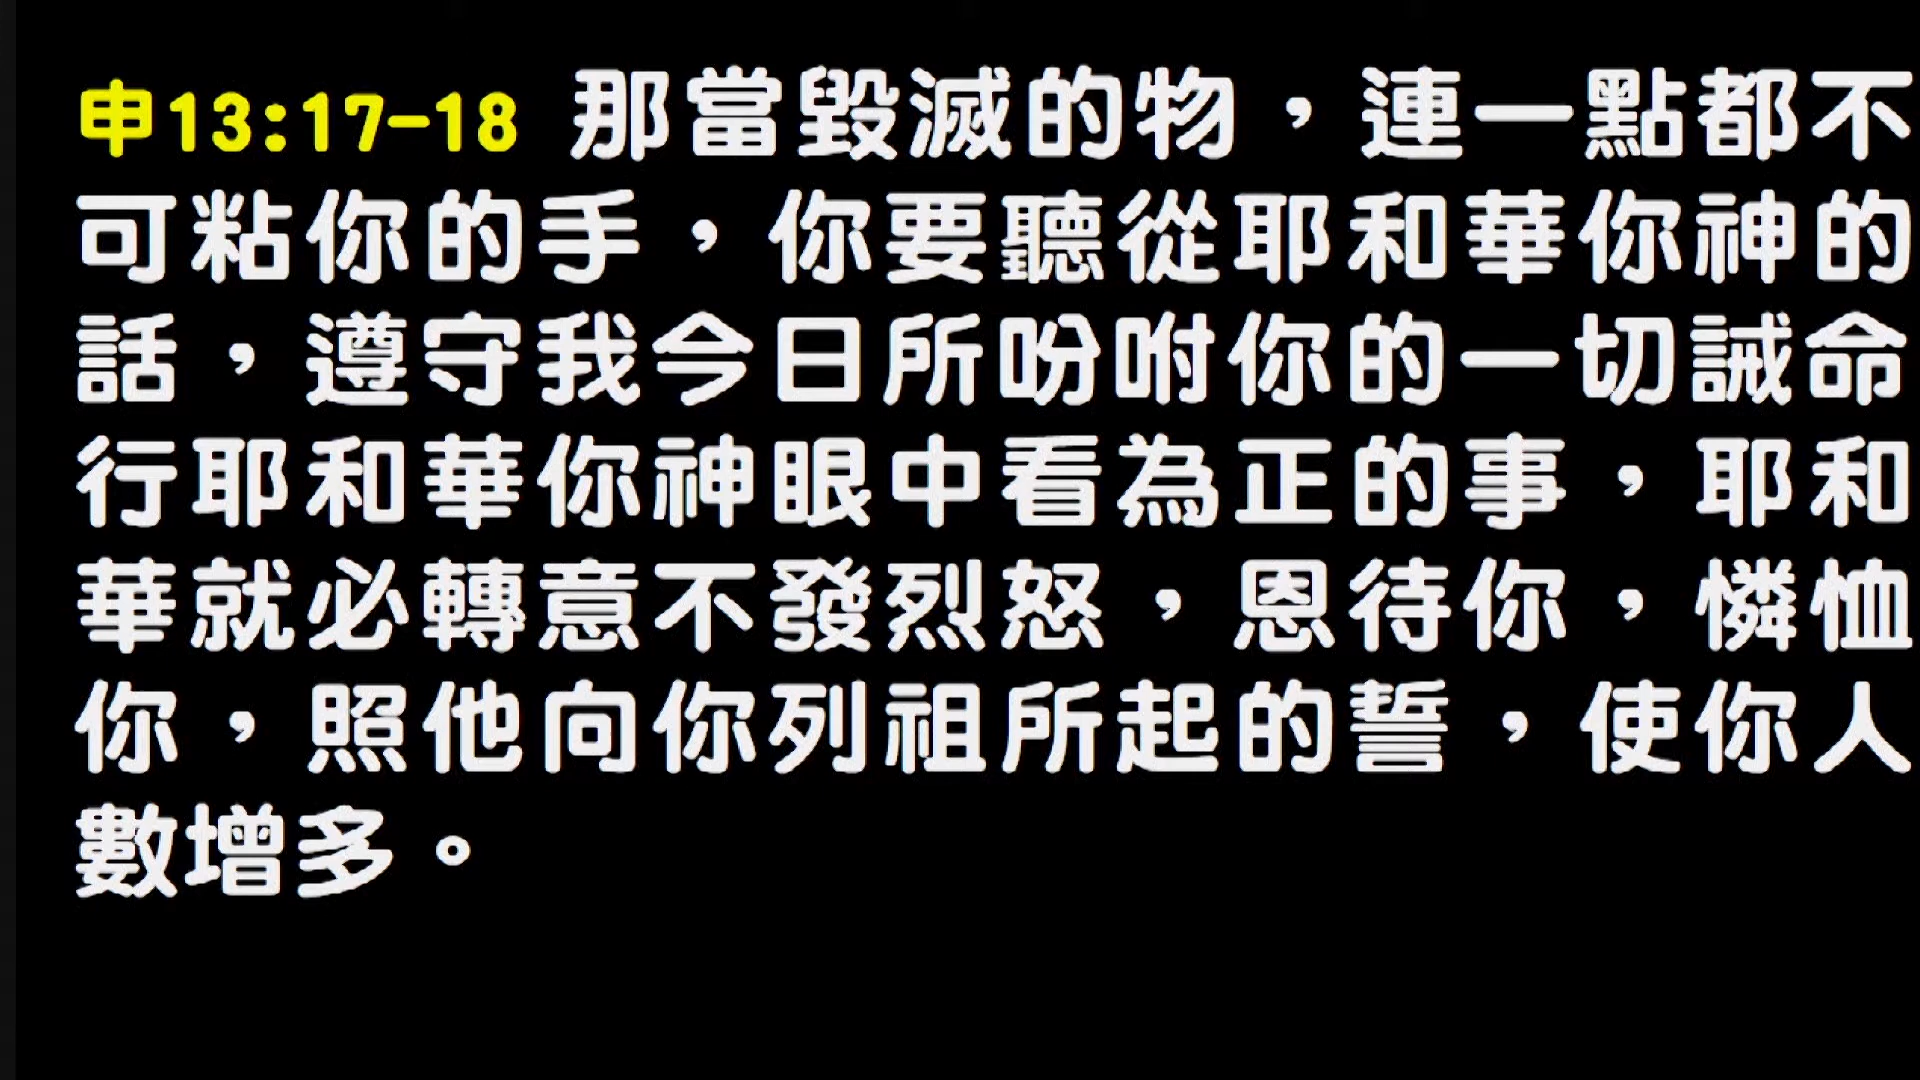 申13:17-18 那當毀滅的物，連一點都不
可粘你的手，你要聽從耶和華你神的
話，遵守我今日所吩咐你的一切誡命
行耶和華你神眼中看為正的事，耶和
華就必轉意不發烈怒，恩待你，憐恤
你，照他向你列祖所起的誓，使你人
數增多。